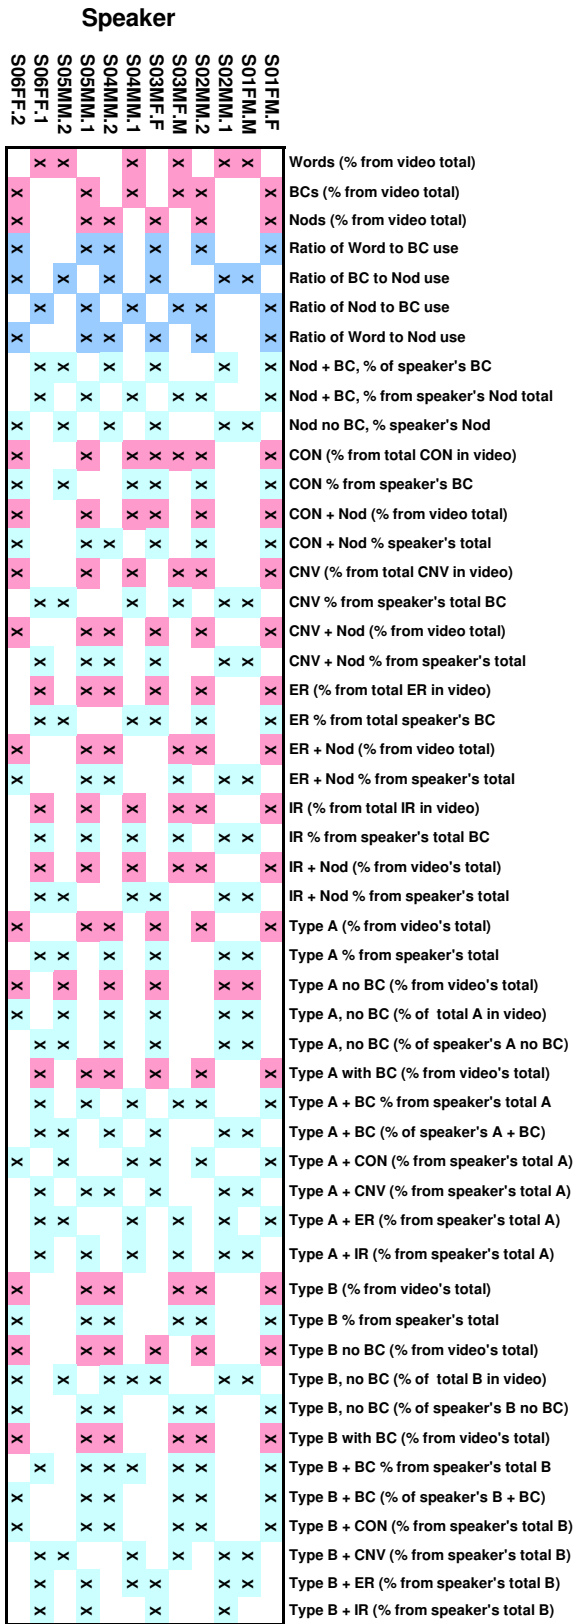 Speaker
S06FF.2 S06FF.1 S05MM.2 S05MM.1 S04MM.2 S04MM.1 S03MF.F S03MF.M S02MM.2 S02MM.1 S01FM.M S01FM.F
X X X X X X Words (% from video total)
X X X X X X BCs (% from video total)
X X X X X X Nods (% from video total)
X X X X X X Ratio of Word to BC use
X X X X X X Ratio of BC to Nod use
X X X X X X Ratio of Nod to BC use
X X X X X X Ratio of Word to Nod use
X X X X X X Nod + BC, % of speaker's BC
X X X X X X Nod + BC, % from speaker's Nod total
X X X X X X Nod no BC, % speaker's Nod
X X X X X X X CON (% from total CON in video)
X X X X X X CON % from speaker's BC
X X X X X X CON + Nod (% from video total)
X X X X X X CON + Nod % speaker's total
X X X X X X CNV (% from total CNV in video)
X X X X X X CNV % from speaker's total BC
X X X X X X CNV + Nod (% from video total)
X X X X X X CNV + Nod % from speaker's total
X X X X X X ER (% from total ER in video)
X X X X X X ER % from total speaker's BC
X X X X X X ER + Nod (% from video total)
X X X X X X ER + Nod % from speaker's total
X X X X X X IR (% from total IR in video)
X X X X X X IR % from speaker's total BC
X X X X X X IR + Nod (% from video's total)
X X X X X X IR + Nod % from speaker's total
X X X X X X Type A (% from video's total)
X X X X X X Type A % from speaker's total
X X X X X X Type A no BC (% from video's total)
X X X X X X Type A, no BC (% of total A in video)
X X X X X X Type A, no BC (% of speaker's A no BC)
X X X X X X Type A with BC (% from video's total)
X X X X X X Type A + BC % from speaker's total A
X X X X X X Type A + BC (% of speaker's A + BC)
X X X X X X Type A + CON (% from speaker's total A)
X X X X X X Type A + CNV (% from speaker's total A)
X X X X X X Type A + ER (% from speaker's total A)
X X X X X X Type A + IR (% from speaker's total A)
X X X X X X Type B (% from video's total)
X X X X X X Type B % from speaker's total
X X X X X X Type B no BC (% from video's total)
X X X X X X X Type B, no BC (% of total B in video)
X X X X X X Type B, no BC (% of speaker's B no BC)
X X X X X X Type B with BC (% from video's total)
X X X X X X X Type B + BC % from speaker's total B
X X X X X X Type B + BC (% of speaker's B + BC)
X X X X X X Type B + CON (% from speaker's total B)
X X X X X X Type B + CNV (% from speaker's total B)
X X X X X X Type B + ER (% from speaker's total B)
X X X X Type B + IR (% from speaker's total B)